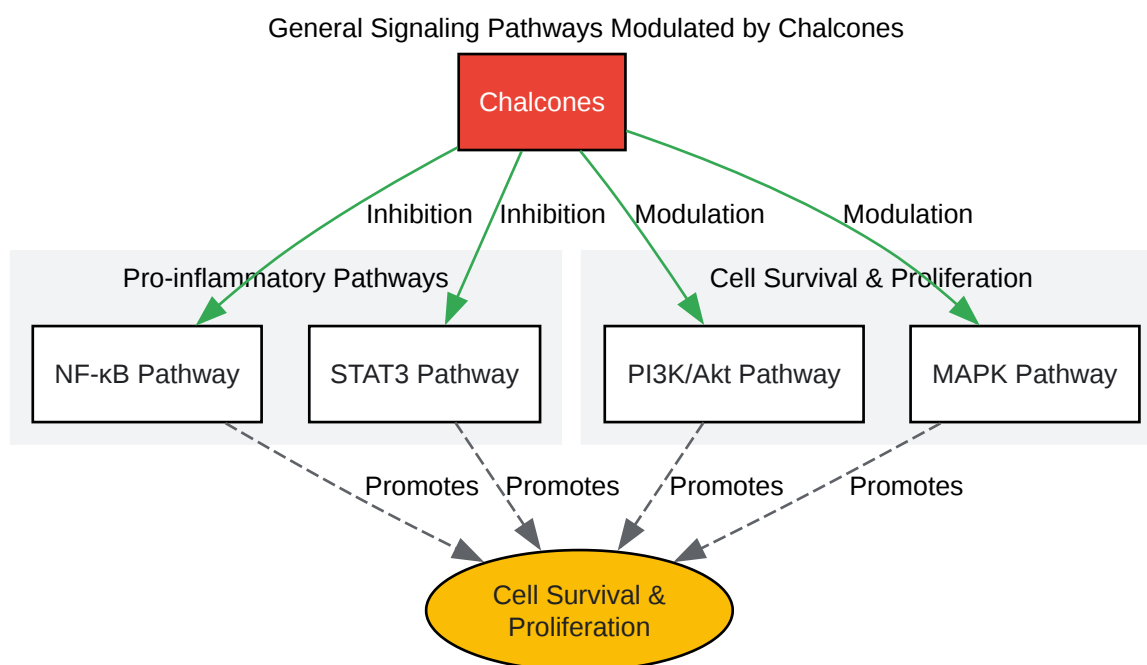 General Signaling Pathways Modulated by Chalcones
Chalcones
Inhibition
Inhibition
Modulation
Modulation
Pro-inflammatory Pathways
Cell Survival & Proliferation
NF-κB Pathway
STAT3 Pathway
PI3K/Akt Pathway
MAPK Pathway
Promotes
Promotes
Promotes
Promotes
Cell Survival &
Proliferation